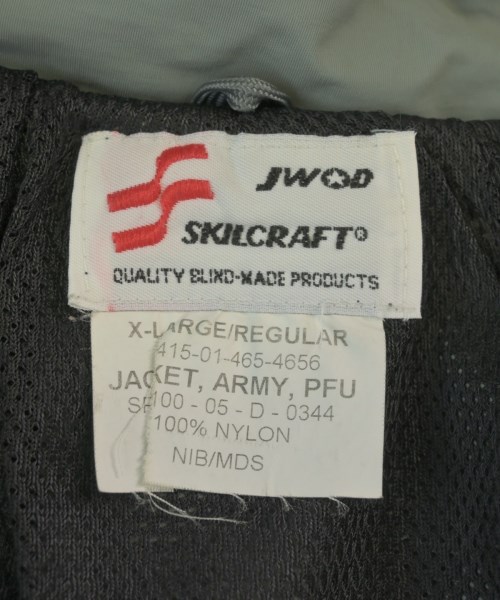 JWOD
SKILCRAFT®
QUALITY BLIND-MADE PRODUCTS
X-LARGE/REGULAR
415-01-465-4656
JACKET, ARMY, PFU
100 - 05 - D - 0344
100% NYLON
NIB/MDS